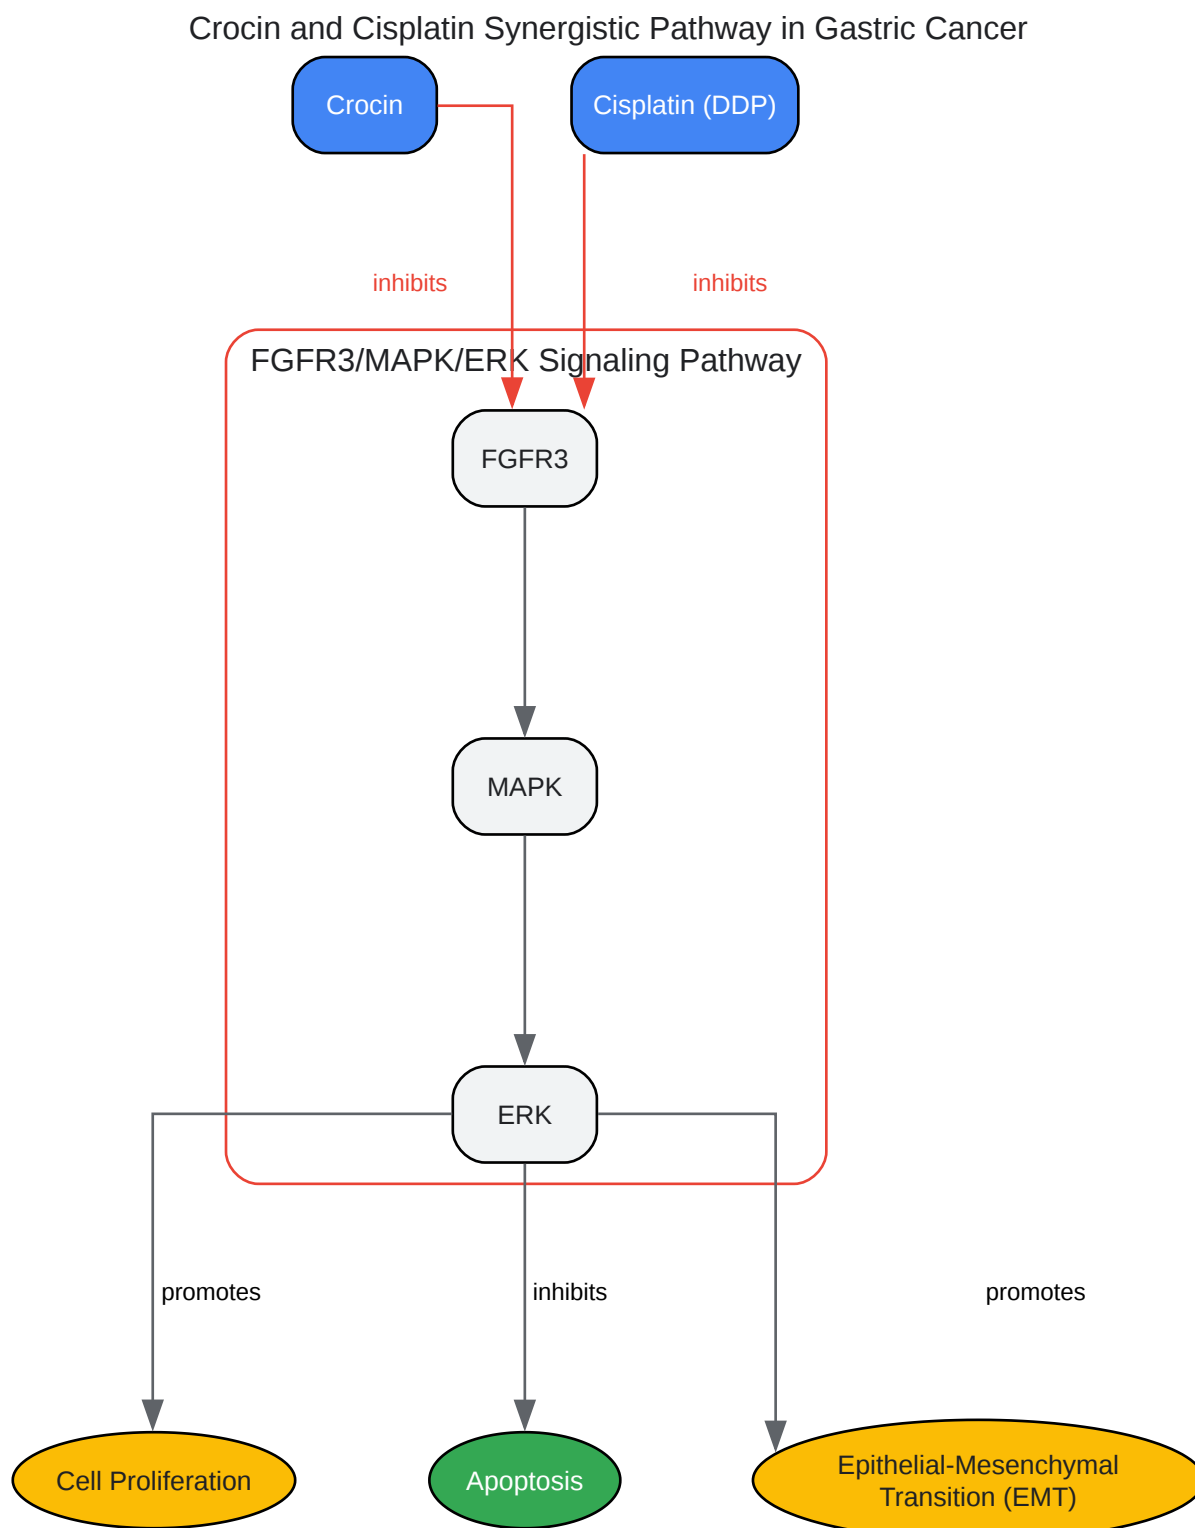 Crocin and Cisplatin Synergistic Pathway in Gastric Cancer
Crocin
Cisplatin (DDP)
inhibits
inhibits
FGFR3/MAPK/ERK Signaling Pathway
FGFR3
MAPK
ERK
promotes
inhibits
promotes
Cell Proliferation
Apoptosis
Epithelial-Mesenchymal
Transition (EMT)